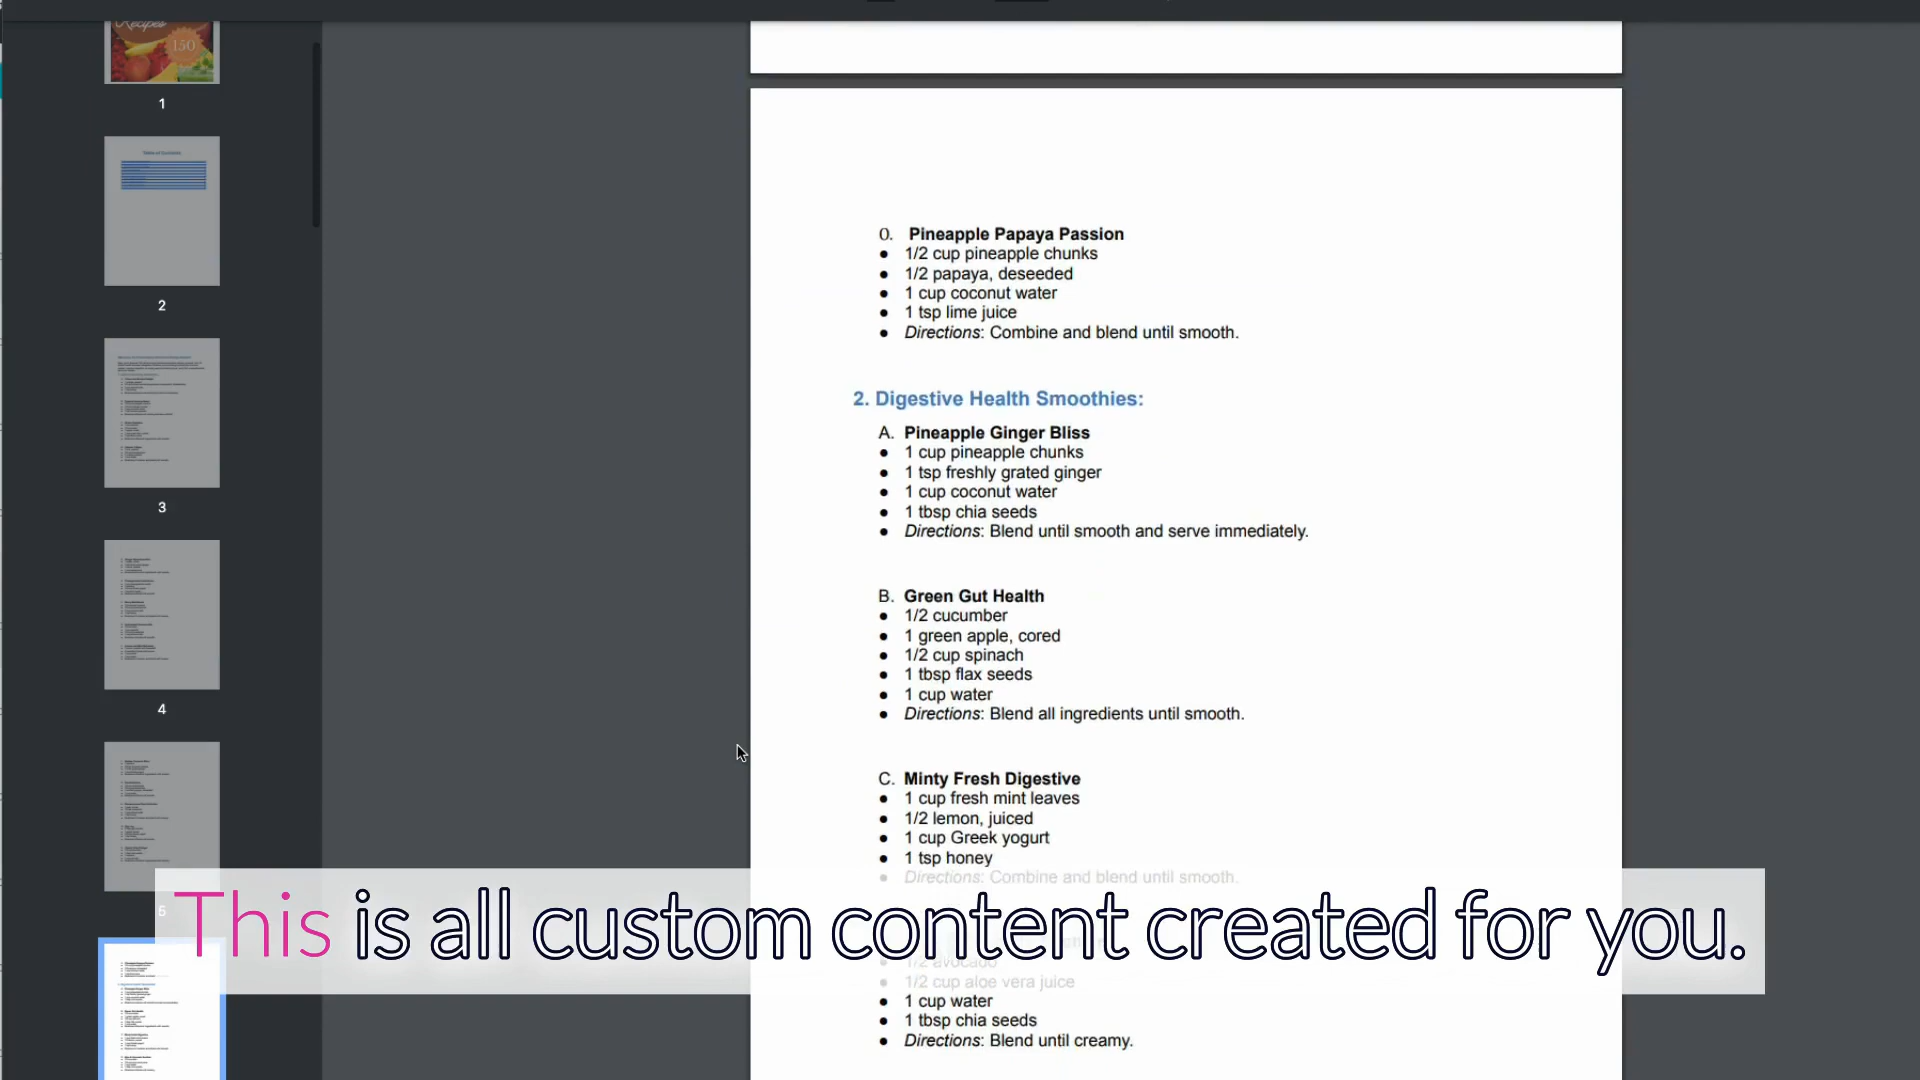 Recipes
150
1
Table of Contents
2
3
4
5
0. Pineapple Papaya Passion
● 1/2 cup pineapple chunks
● 1/2 papaya, deseeded
● 1 cup coconut water
● 1 tsp lime juice
● Directions: Combine and blend until smooth.
2. Digestive Health Smoothies:
A. Pineapple Ginger Bliss
● 1 cup pineapple chunks
● 1 tsp freshly grated ginger
● 1 cup coconut water
● 1 tbsp chia seeds
● Directions: Blend until smooth and serve immediately.
B. Green Gut Health
● 1/2 cucumber
● 1 green apple, cored
● 1/2 cup spinach
● 1 tbsp flax seeds
● 1 cup water
● Directions: Blend all ingredients until smooth.
C. Minty Fresh Digestive
● 1 cup fresh mint leaves
● 1/2 lemon, juiced
● 1 cup Greek yogurt
● 1 tsp honey
● Directions: Combine and blend until smooth.
This is all custom content created for you.
● 1/2 avocado
● 1/2 cup aloe vera juice
● 1 cup water
● 1 tbsp chia seeds
● Directions: Blend until creamy.